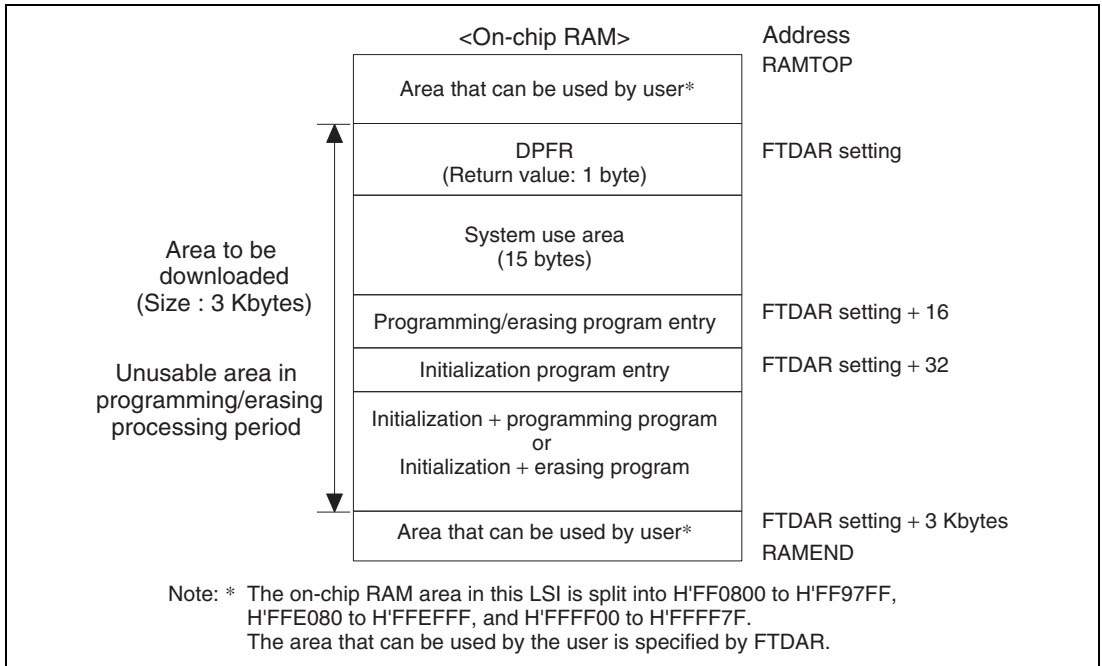 <On-chip RAM>
Address
RAMTOP
Area that can be used by user*
DPFR
(Return value: 1 byte)
FTDAR setting
System use area
(15 bytes)
Area to be
downloaded
(Size : 3 Kbytes)
Programming/erasing program entry
FTDAR setting + 16
Initialization program entry
FTDAR setting + 32
Unusable area in
programming/erasing
processing period
Initialization + programming program
or
Initialization + erasing program
Area that can be used by user*
FTDAR setting + 3 Kbytes
RAMEND
Note: * The on-chip RAM area in this LSI is split into H'FF0800 to H'FF97FF,
H'FFE080 to H'FFEFFF, and H'FFFF00 to H'FFFF7F.
The area that can be used by the user is specified by FTDAR.